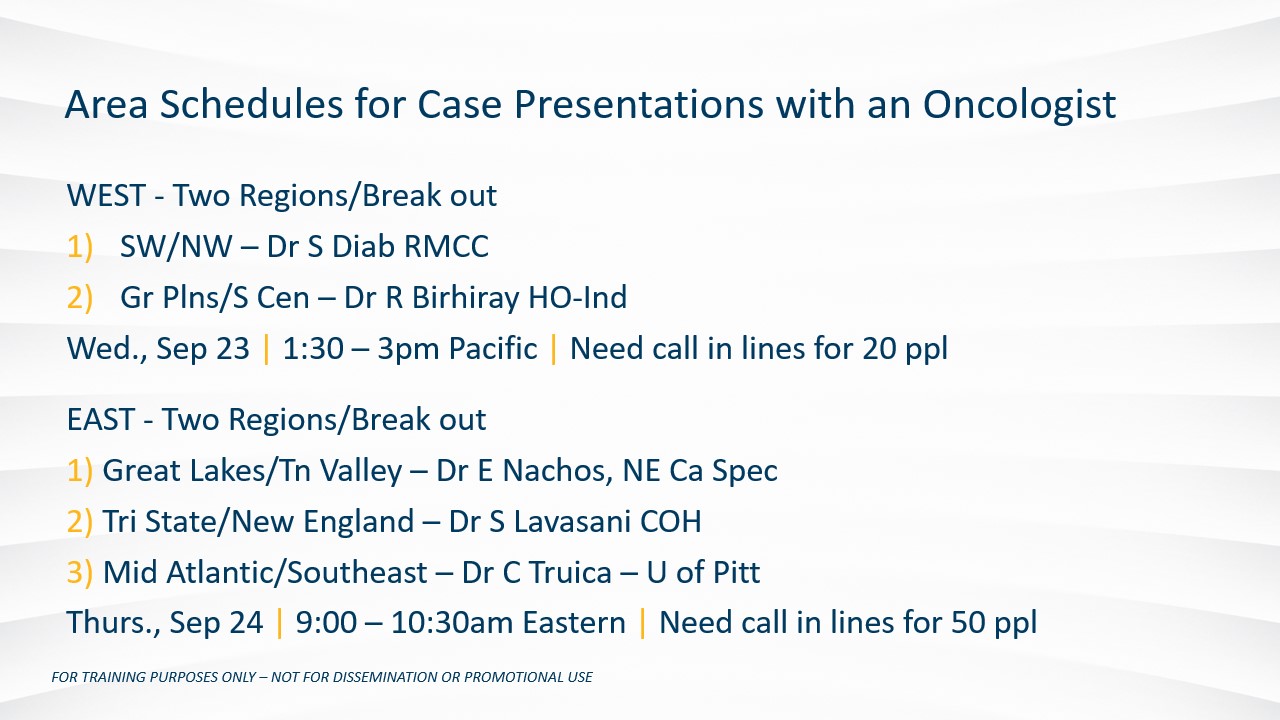 Area Schedules for Case Presentations with an Oncologist
WEST - Two Regions/Break out
1) SW/NW – Dr S Diab RMCC
2) Gr Plns/S Cen – Dr R Birhiray HO-Ind
Wed., Sep 23 | 1:30 – 3pm Pacific | Need call in lines for 20 ppl
EAST - Two Regions/Break out
1) Great Lakes/Tn Valley – Dr E Nachos, NE Ca Spec
2) Tri State/New England – Dr S Lavasani COH
3) Mid Atlantic/Southeast – Dr C Truica – U of Pitt
Thurs., Sep 24 | 9:00 – 10:30am Eastern | Need call in lines for 50 ppl
FOR TRAINING PURPOSES ONLY – NOT FOR DISSEMINATION OR PROMOTIONAL USE